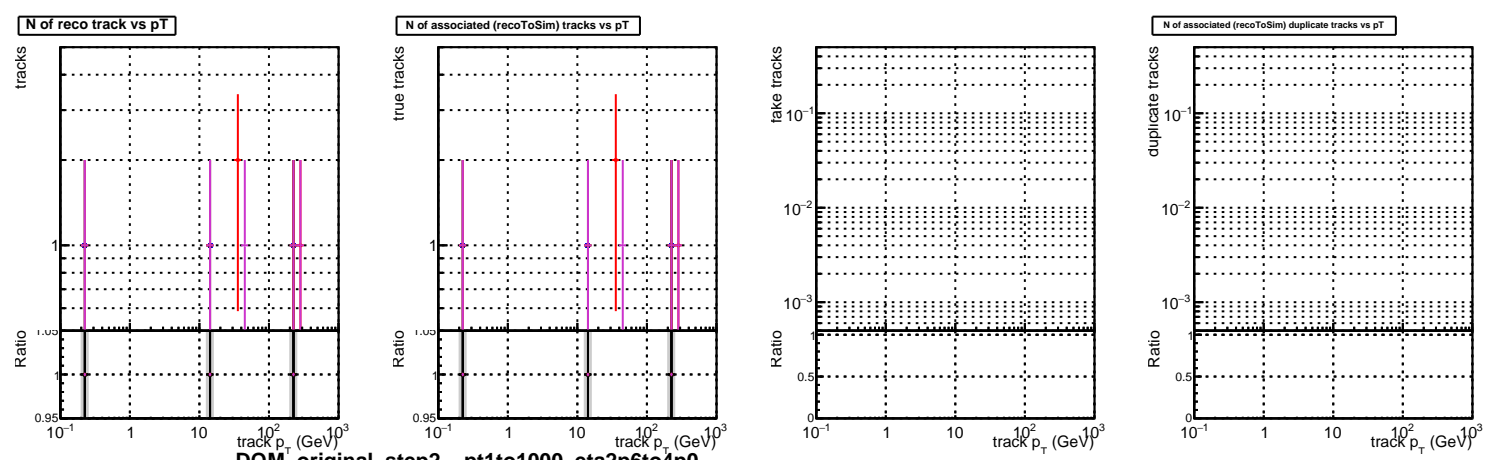 N of reco track vs pT
tracks
1
1.05
Ratio
1
0.95
10⁻¹ 1 10 10² 10³
track p_T (GeV)
N of associated (recoToSim) tracks vs pT
true tracks
1
1.05
Ratio
1
0.95
10⁻¹ 1 10 10² 10³
track p_T (GeV)
fake tracks
10⁻¹
10⁻²
10⁻³
Ratio
1
0.5
0
10⁻¹ 1 10 10² 10³
track p_T (GeV)
N of associated (recoToSim) duplicate tracks vs pT
duplicate tracks
10⁻¹
10⁻²
10⁻³
Ratio
1
0.5
0
10⁻¹ 1 10 10² 10³
track p_T (GeV)